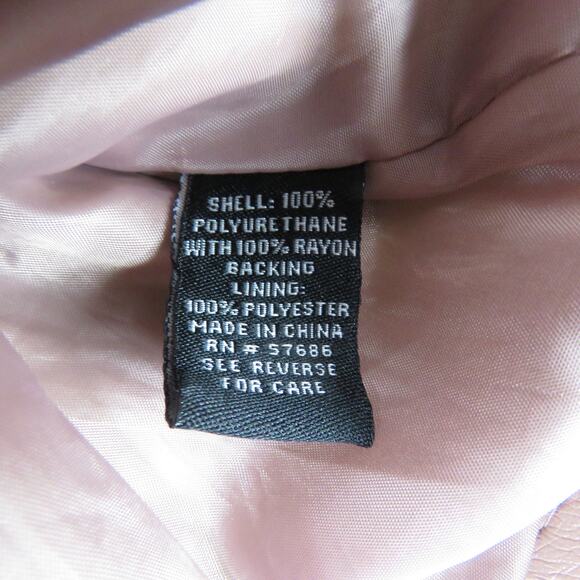 SHELL: 100%
POLYURETHANE
WITH 100% RAYON
BACKING
LINING:
100% POLYESTER
MADE IN CHINA
RN # 57686
SEE REVERSE
FOR CARE